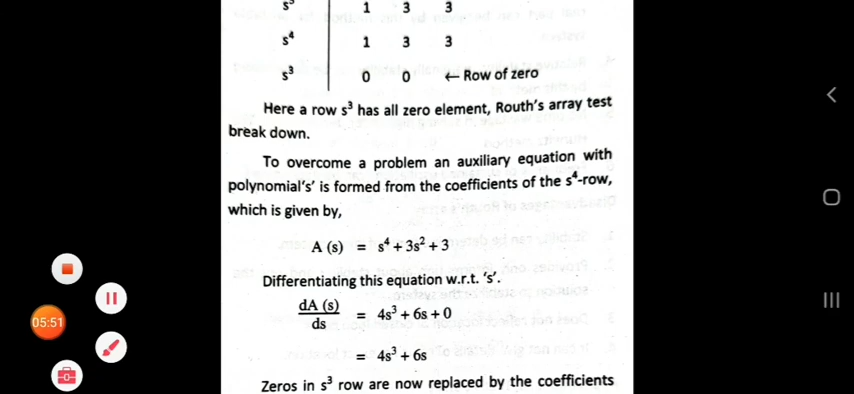 s⁵ 1 3 3
s⁴ 1 3 3
s³ 0 0 ← Row of zero
Here a row s³ has all zero element, Routh's array test
break down.
To overcome a problem an auxiliary equation with
polynomial's' is formed from the coefficients of the s⁴-row,
which is given by,
A (s) = s⁴ + 3s² + 3
Differentiating this equation w.r.t. 's'.
dA (s)
ds
= 4s³ + 6s + 0
= 4s³ + 6s
Zeros in s³ row are now replaced by the coefficients
05:51